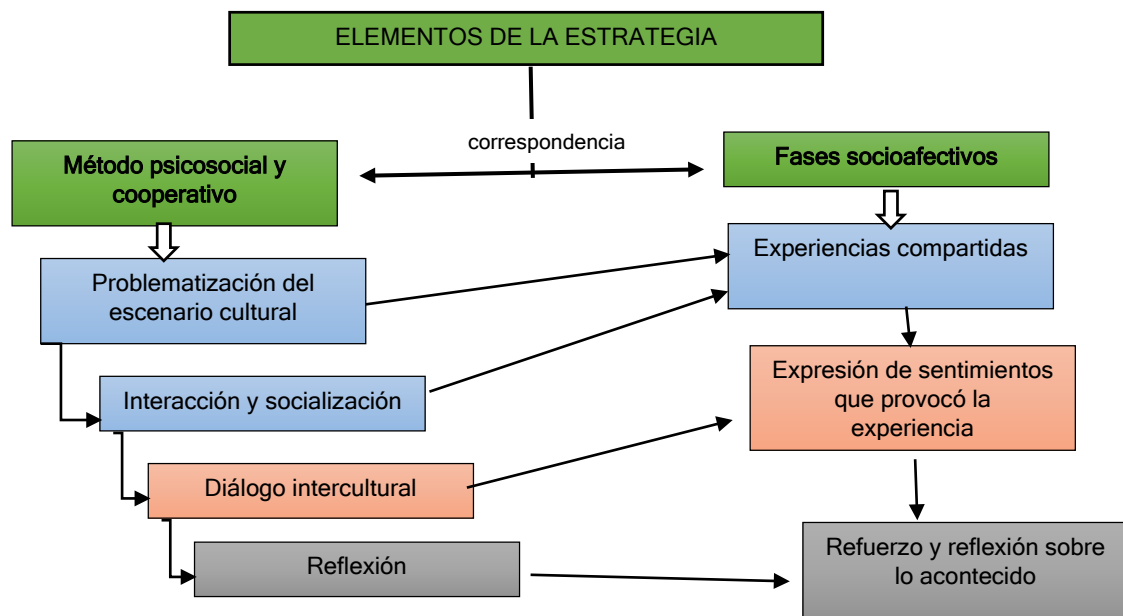 ELEMENTOS DE LA ESTRATEGIA
correspondencia
Método psicosocial y
cooperativo
Fases socioafectivos
Problematización del
escenario cultural
Experiencias compartidas
Interacción y socialización
Expresión de sentimientos
que provocó la
experiencia
Diálogo intercultural
Reflexión
Refuerzo y reflexión sobre
lo acontecido